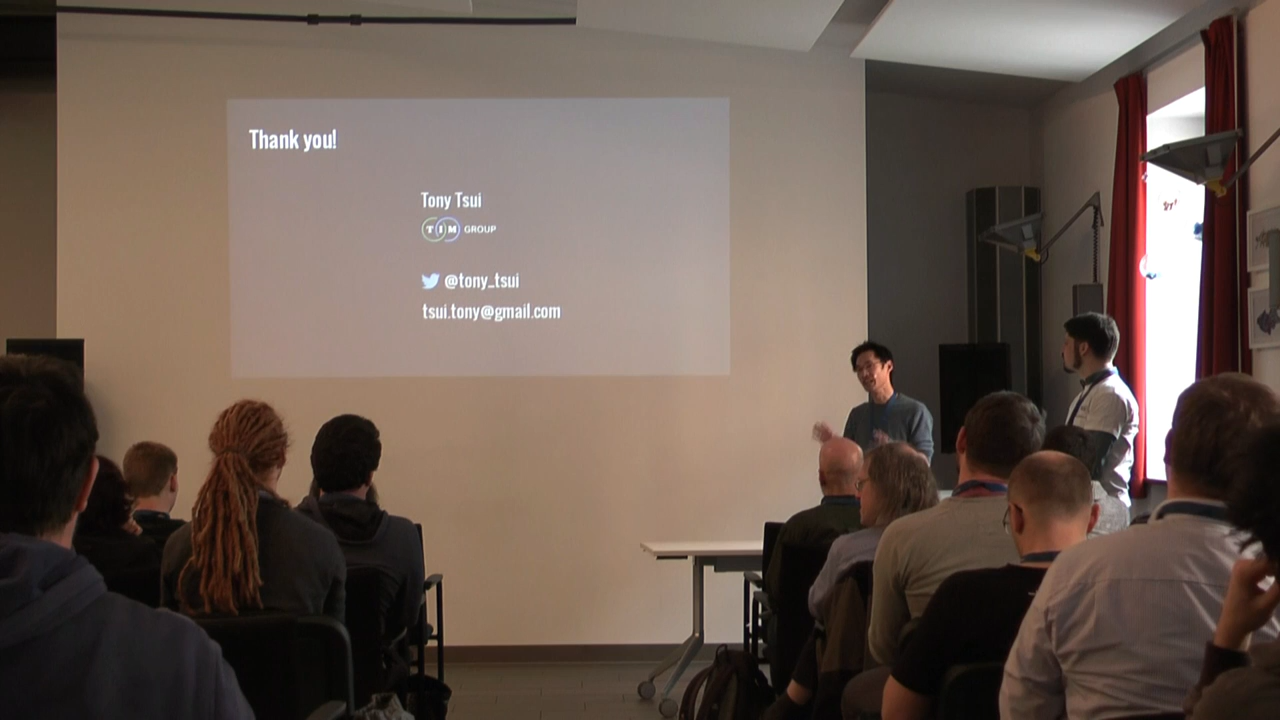 Thank you!
Tony Tsui
TIM GROUP
@tony_tsui
tsui.tony@gmail.com